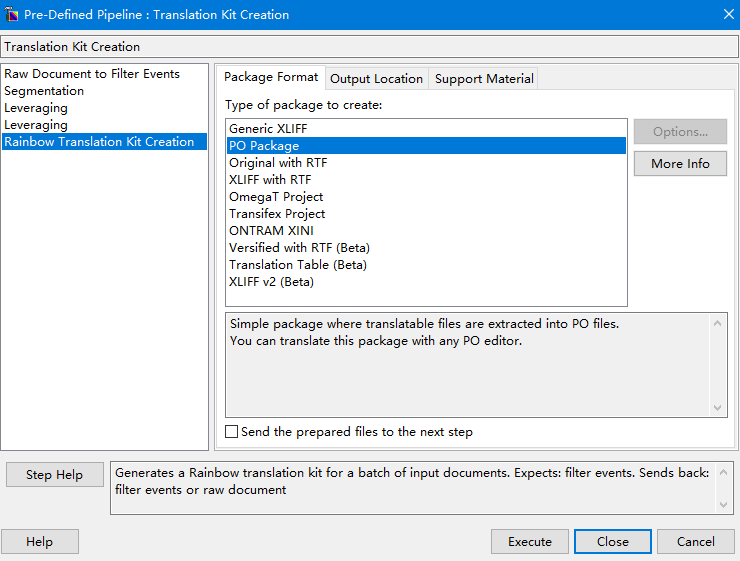 Pre-Defined Pipeline : Translation Kit Creation
Translation Kit Creation
Raw Document to Filter Events
Segmentation
Leveraging
Leveraging
Rainbow Translation Kit Creation
Package Format
Output Location
Support Material
Type of package to create:
Generic XLIFF
PO Package
Original with RTF
XLIFF with RTF
OmegaT Project
Transifex Project
ONTRAM XINI
Versified with RTF (Beta)
Translation Table (Beta)
XLIFF v2 (Beta)
Options...
More Info
Simple package where translatable files are extracted into PO files.
You can translate this package with any PO editor.
Send the prepared files to the next step
Step Help
Generates a Rainbow translation kit for a batch of input documents. Expects: filter events. Sends back:
filter events or raw document
Help
Execute
Close
Cancel